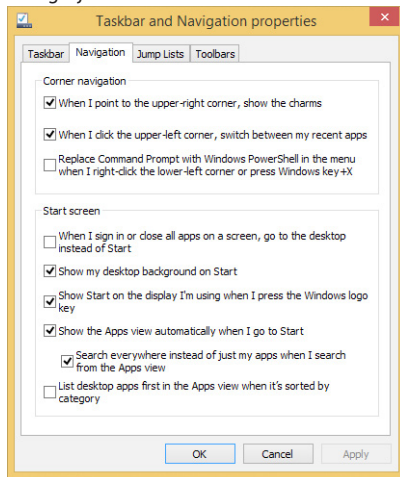 Taskbar and Navigation properties
Taskbar Navigation Jump Lists Toolbars
Corner navigation
When I point to the upper-right corner, show the charms
When I click the upper-left corner, switch between my recent apps
Replace Command Prompt with Windows PowerShell in the menu
when I right-click the lower-left corner or press Windows key+X
Start screen
When I sign in or close all apps on a screen, go to the desktop
instead of Start
Show my desktop background on Start
Show Start on the display I'm using when I press the Windows logo
key
Show the Apps view automatically when I go to Start
Search everywhere instead of just my apps when I search
from the Apps view
List desktop apps first in the Apps view when it's sorted by
category
OK Cancel Apply